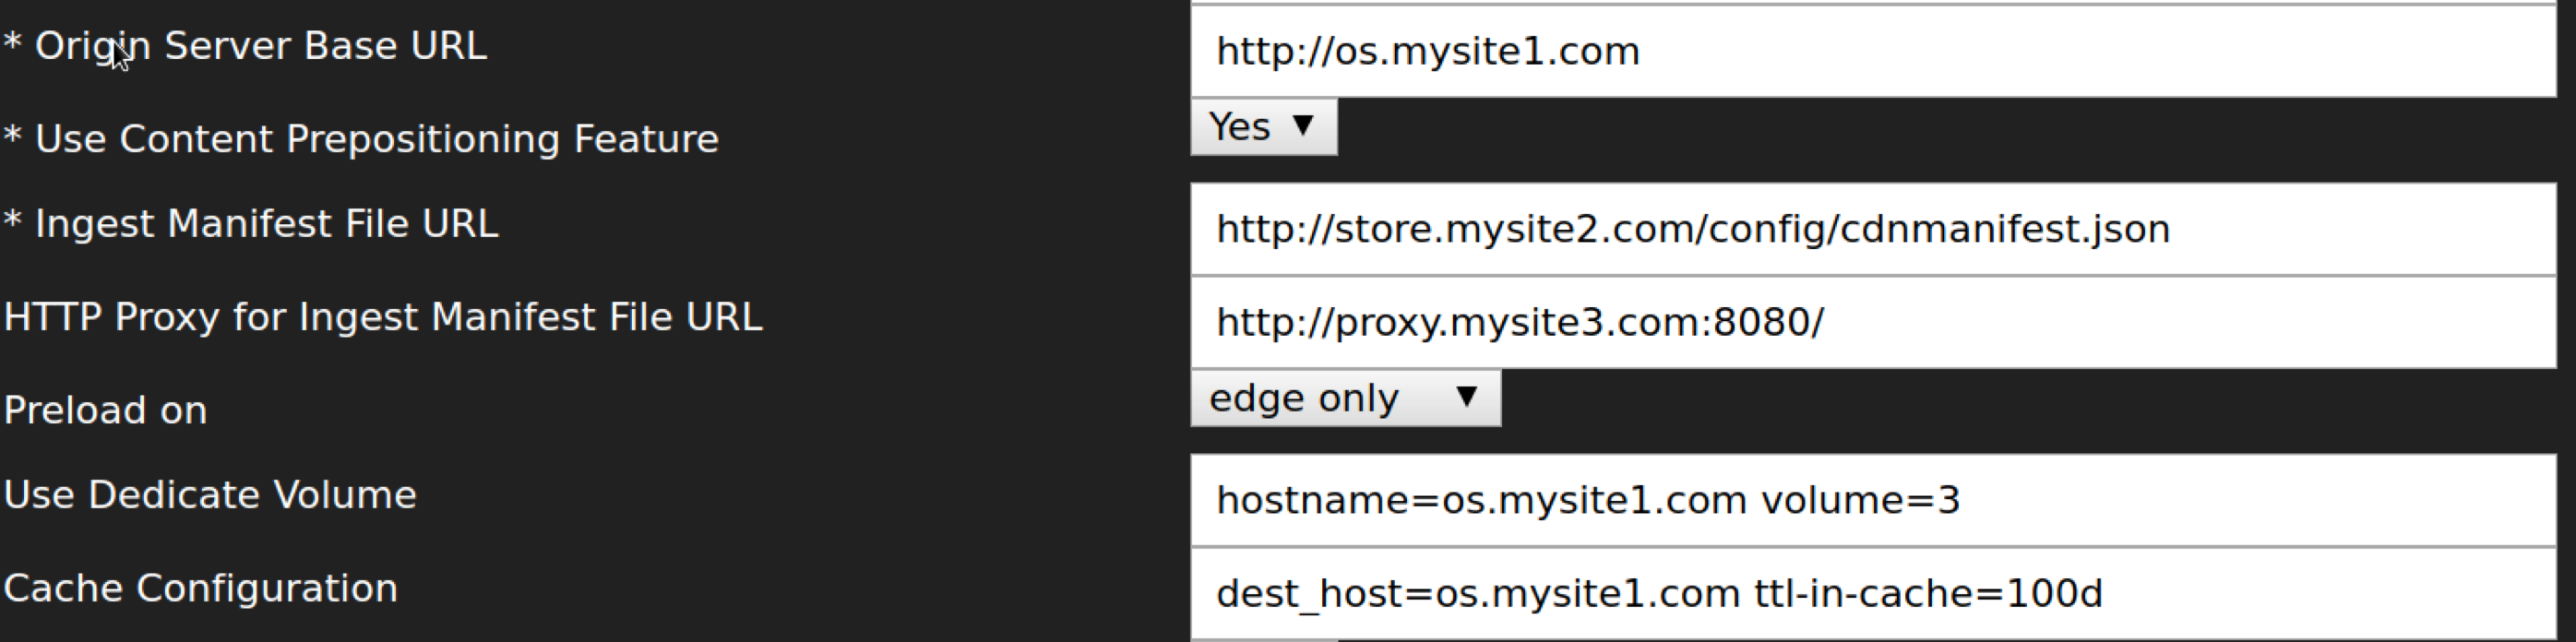 * Origin Server Base URL
http://os.mysite1.com
* Use Content Prepositioning Feature
Yes ▼
* Ingest Manifest File URL
http://store.mysite2.com/config/cdnmanifest.json
HTTP Proxy for Ingest Manifest File URL
http://proxy.mysite3.com:8080/
Preload on
edge only ▼
Use Dedicate Volume
hostname=os.mysite1.com volume=3
Cache Configuration
dest_host=os.mysite1.com ttl-in-cache=100d